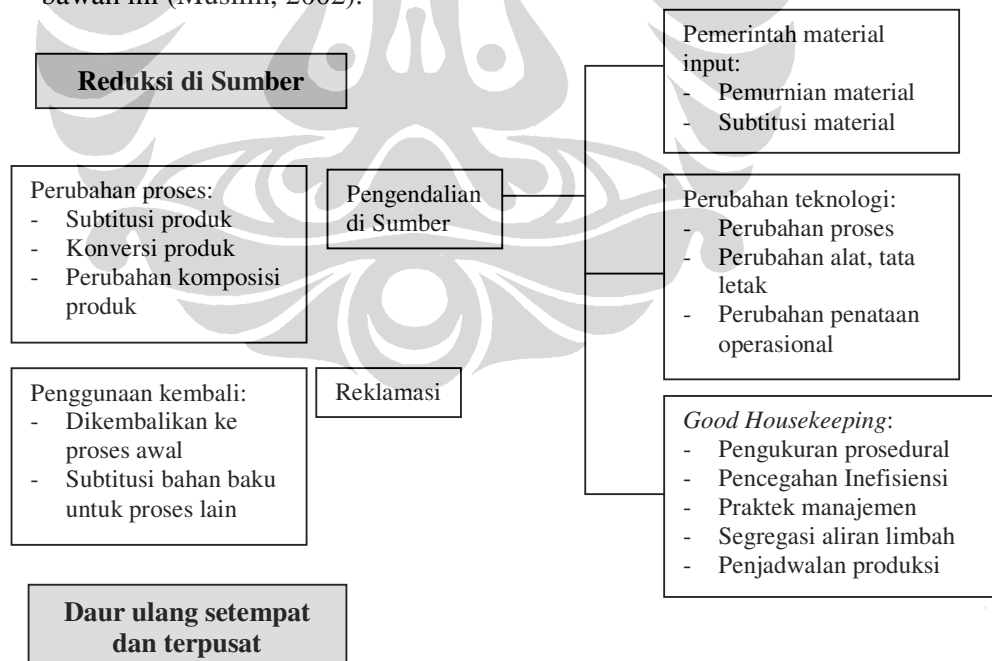 bawah ini (Muslim, 2002).
Reduksi di Sumber
Pemerintah material
input:
- Pemurnian material
- Subtitusi material
Perubahan proses:
- Subtitusi produk
- Konversi produk
- Perubahan komposisi
produk
Pengendalian
di Sumber
Perubahan teknologi:
- Perubahan proses
- Perubahan alat, tata
letak
- Perubahan penataan
operasional
Penggunaan kembali:
- Dikembalikan ke
proses awal
- Subtitusi bahan baku
untuk proses lain
Reklamasi
Good Housekeeping:
- Pengukuran prosedural
- Pencegahan Inefisiensi
- Praktek manajemen
- Segregasi aliran limbah
- Penjadwalan produksi
Daur ulang setempat
dan terpusat